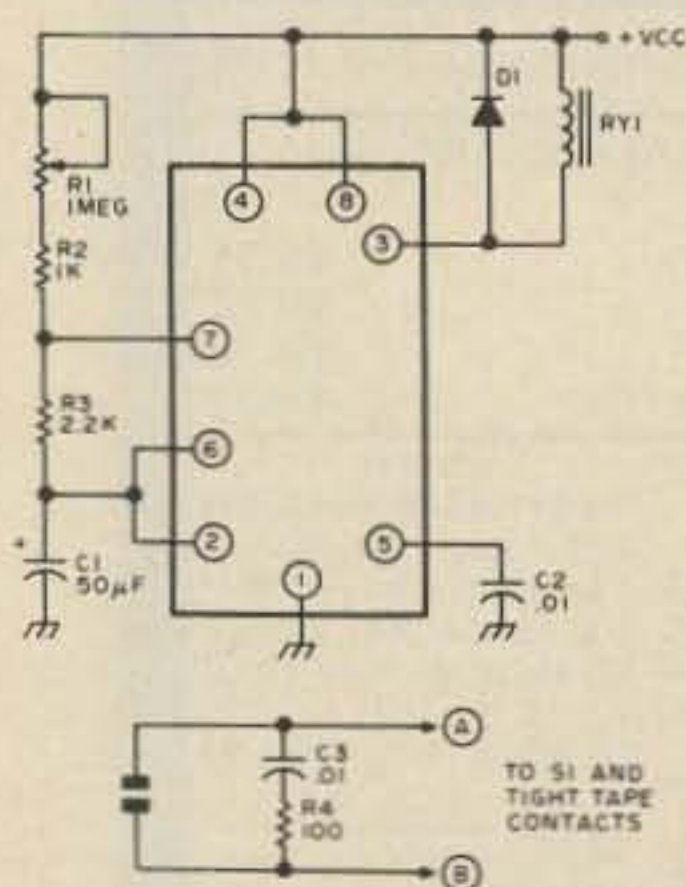 + VCC
D1
RY1
R1
1MEG
4
8
3
R2
1K
7
R3
2.2K
6
2
5
+
C1
50µF
1
C2
.01
A
C3
.01
R4
100
TO S1 AND
TIGHT TAPE
CONTACTS
B